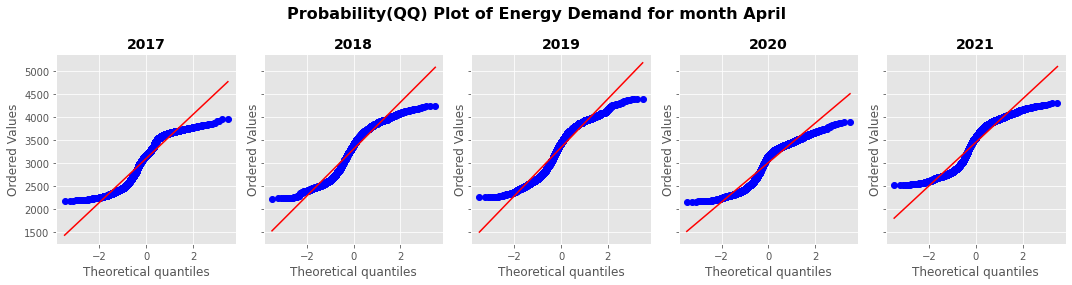 Probability(QQ) Plot of Energy Demand for month April
2017 2018 2019 2020 2021
Ordered Values Ordered Values Ordered Values Ordered Values Ordered Values
5000
4500
4000
3500
3000
2500
2000
1500
−2 0 2 −2 0 2 −2 0 2 −2 0 2 −2 0 2
Theoretical quantiles Theoretical quantiles Theoretical quantiles Theoretical quantiles Theoretical quantiles